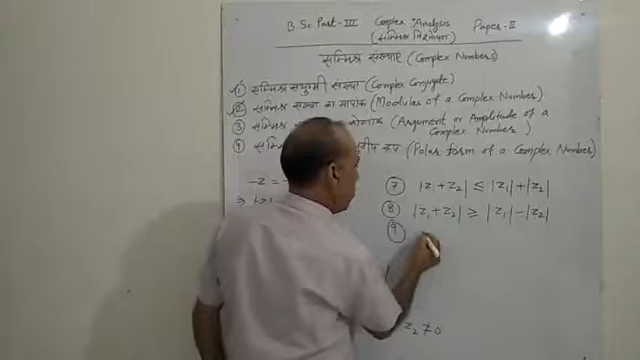 B.Sc Part-III Complex Analysis Paper-II
(सम्मिश्र विश्लेषण)
सम्मिश्र संख्याएं (Complex Numbers)
① सम्मिश्र संयुग्मी संख्या (Complex Conjugate)
② सम्मिश्र संख्या का मापांक (Modulus of a Complex Number)
③ सम्मिश्र कोणांक (Argument or Amplitude of a Complex Number)
④ रूप (Polar form of a Complex Number)
-z =
⇒ |-z|
⑦ |z₁+z₂| ≤ |z₁|+|z₂|
⑧ |z₁+z₂| ≥ |z₁|-|z₂|
⑨
z₂ ≠ 0